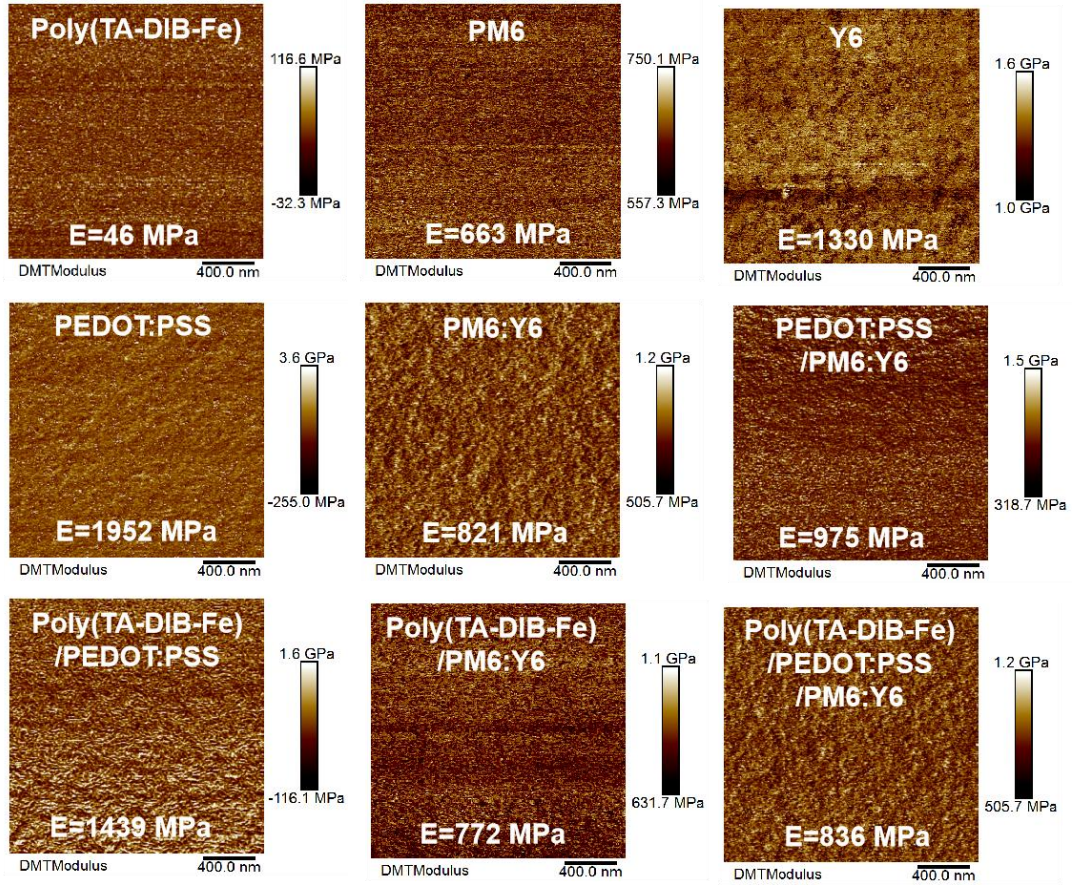 Poly(TA-DIB-Fe)
116.6 MPa
-32.3 MPa
E=46 MPa
DMTModulus
400.0 nm
PM6
750.1 MPa
557.3 MPa
E=663 MPa
DMTModulus
400.0 nm
Y6
1.6 GPa
1.0 GPa
E=1330 MPa
DMTModulus
400.0 nm
PEDOT:PSS
3.6 GPa
-255.0 MPa
E=1952 MPa
DMTModulus
400.0 nm
PM6:Y6
1.2 GPa
505.7 MPa
E=821 MPa
DMTModulus
400.0 nm
PEDOT:PSS
/PM6:Y6
1.5 GPa
318.7 MPa
E=975 MPa
DMTModulus
400.0 nm
Poly(TA-DIB-Fe)
/PEDOT:PSS
1.6 GPa
-116.1 MPa
E=1439 MPa
DMTModulus
400.0 nm
Poly(TA-DIB-Fe)
/PM6:Y6
1.1 GPa
631.7 MPa
E=772 MPa
DMTModulus
400.0 nm
Poly(TA-DIB-Fe)
/PEDOT:PSS
/PM6:Y6
1.2 GPa
505.7 MPa
E=836 MPa
DMTModulus
400.0 nm